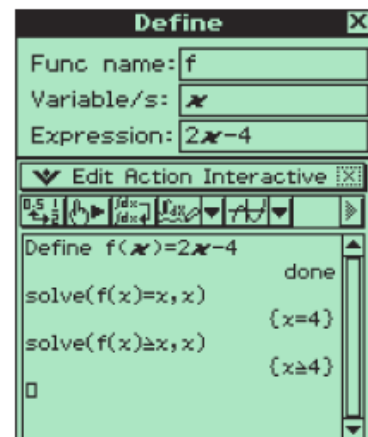 Define
Func name: f
Variable/s: x
Expression: 2x-4
Edit Action Interactive
Define f(x)=2x-4
done
solve(f(x)=x,x)
{x=4}
solve(f(x)≥x,x)
{x≥4}